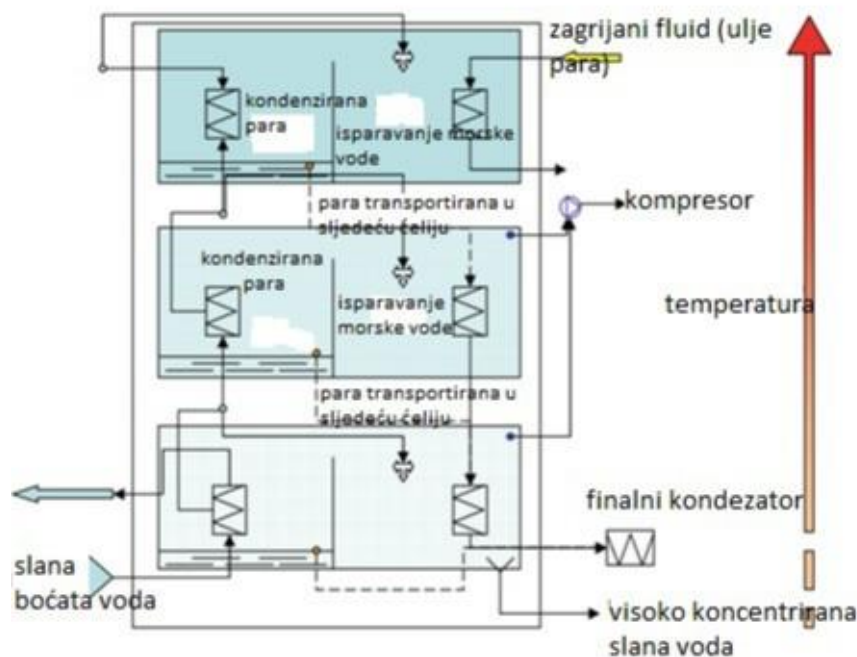 zagrijani fluid (ulje
para)
kondenzirana
para
isparavanje morske
vode
para transportirana u
sljedeću ćeliju
kompresor
kondenzirana
para
isparavanje
morske vode
temperatura
para transportirana u
sljedeću ćeliju
finalni kondezator
slana
boćata voda
visoko koncentrirana
slana voda